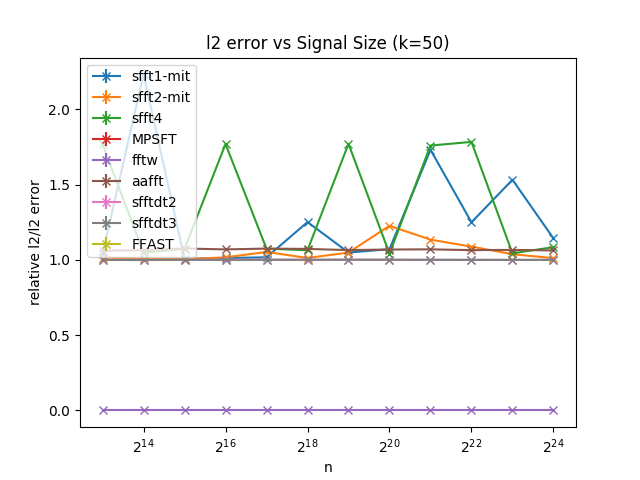 l2 error vs Signal Size (k=50)
relative l2/l2 error
2.0
1.5
1.0
0.5
0.0
sfft1-mit
sfft2-mit
sfft4
MPSFT
fftw
aafft
sfftdt2
sfftdt3
FFAST
2^14 2^16 2^18 2^20 2^22 2^24
n